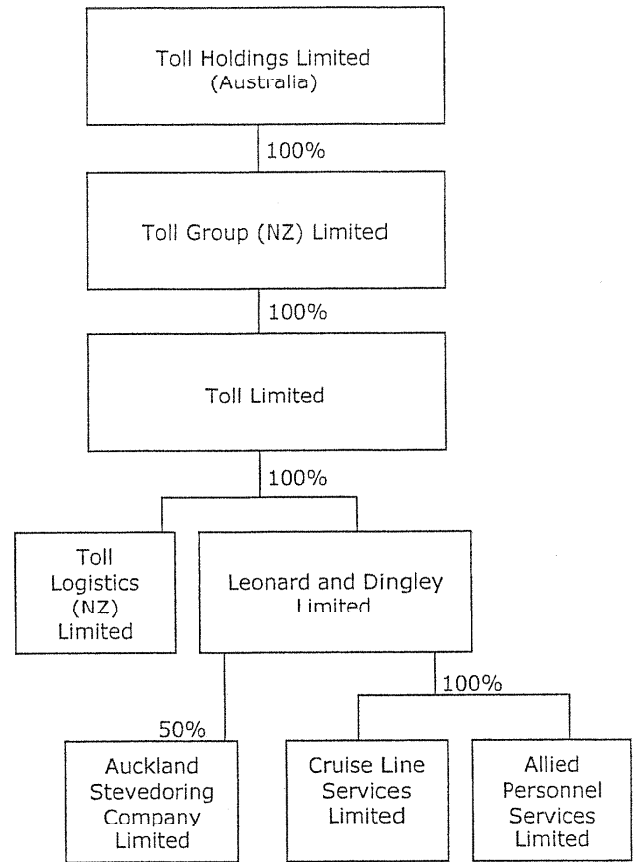 Toll Holdings Limited
(Australia)
100%
Toll Group (NZ) Limited
100%
Toll Limited
100%
Toll
Logistics
(NZ)
Limited
Leonard and Dingley
Limited
50%
100%
Auckland
Stevedoring
Company
Limited
Cruise Line
Services
Limited
Allied
Personnel
Services
Limited